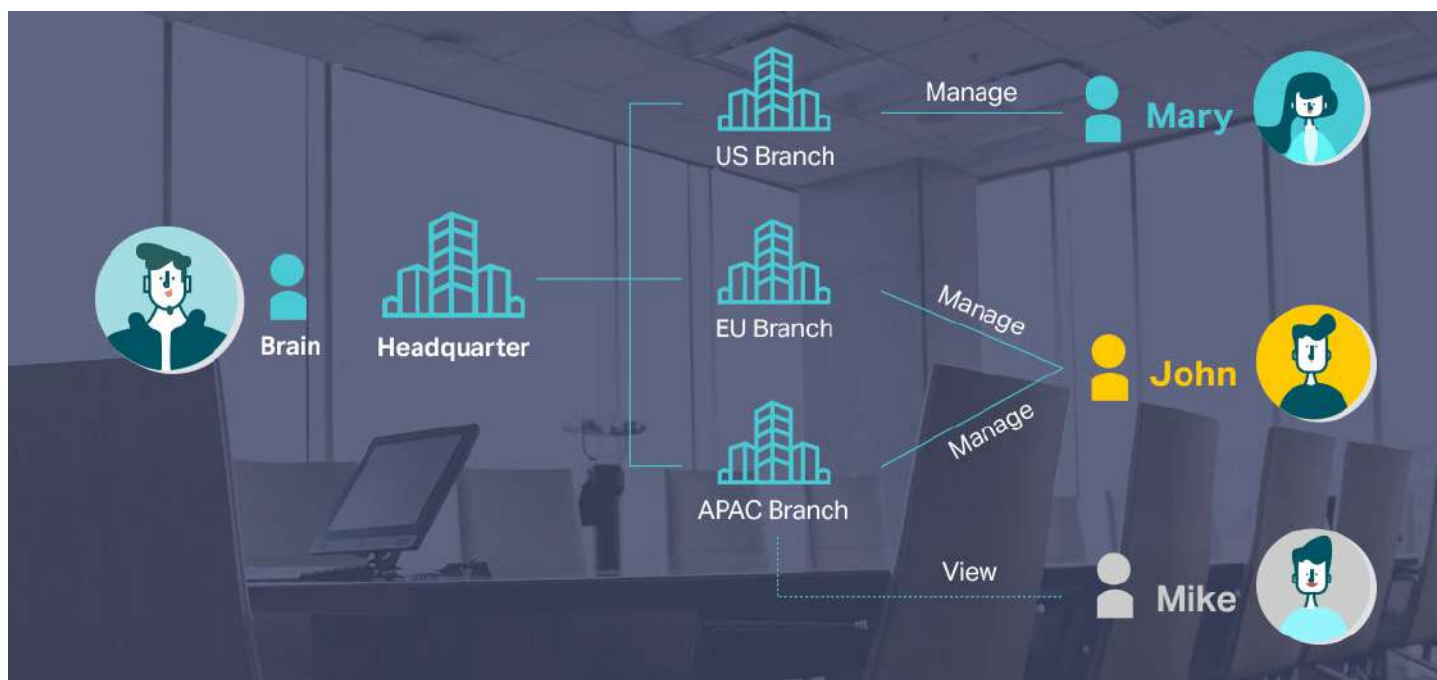 Manage
Mary
US Branch
Brain
Headquarter
EU Branch
Manage
John
Manage
APAC Branch
View
Mike